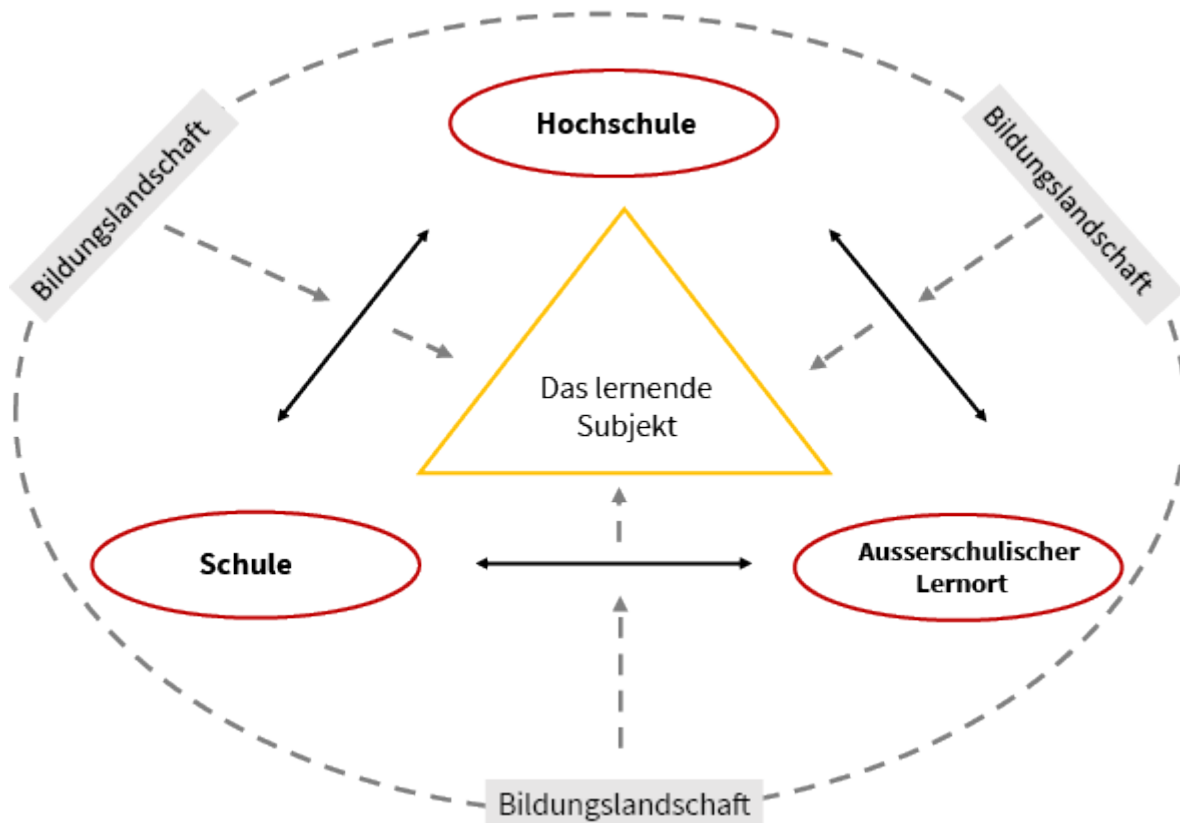 Hochschule
Bildungslandschaft
Bildungslandschaft
Das lernende
Subjekt
Schule
Ausserschulischer
Lernort
Bildungslandschaft